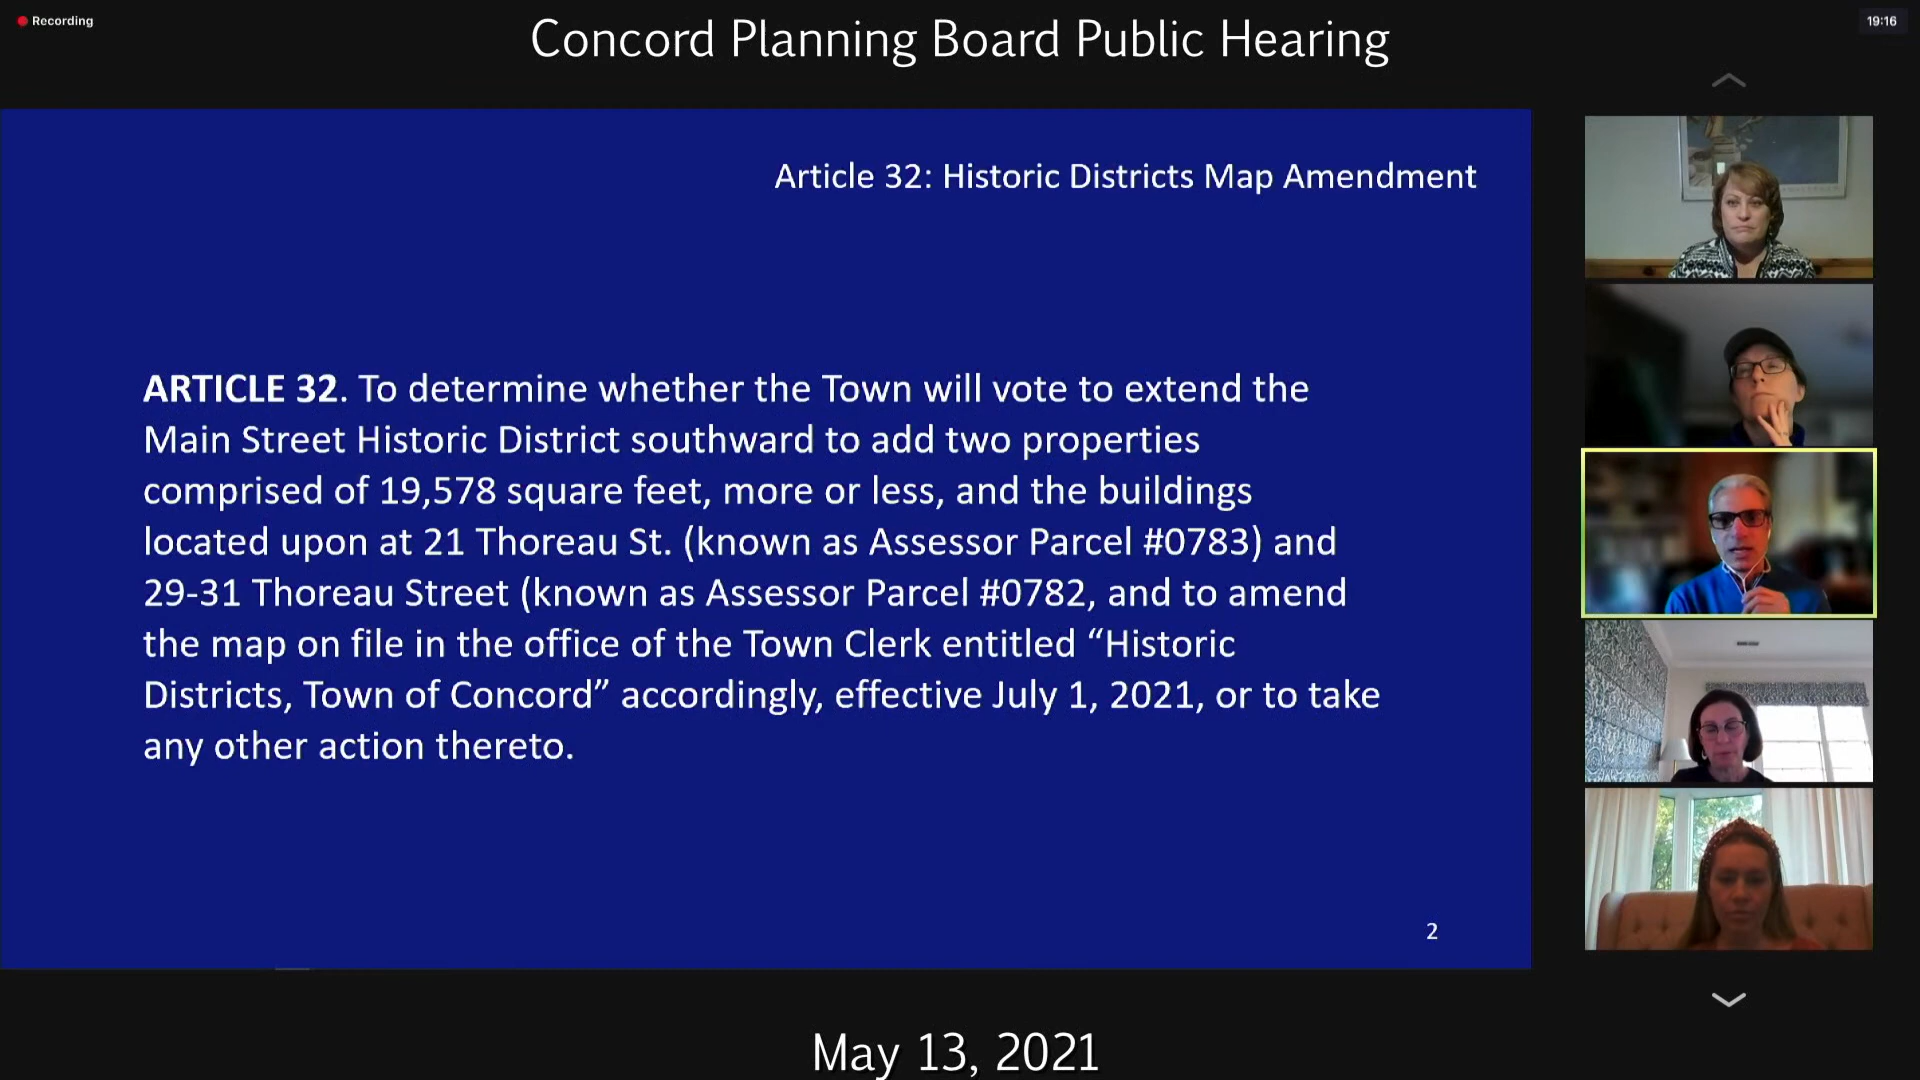 Recording
19:16
Concord Planning Board Public Hearing
Article 32: Historic Districts Map Amendment
ARTICLE 32. To determine whether the Town will vote to extend the
Main Street Historic District southward to add two properties
comprised of 19,578 square feet, more or less, and the buildings
located upon at 21 Thoreau St. (known as Assessor Parcel #0783) and
29-31 Thoreau Street (known as Assessor Parcel #0782, and to amend
the map on file in the office of the Town Clerk entitled “Historic
Districts, Town of Concord” accordingly, effective July 1, 2021, or to take
any other action thereto.
2
May 13, 2021